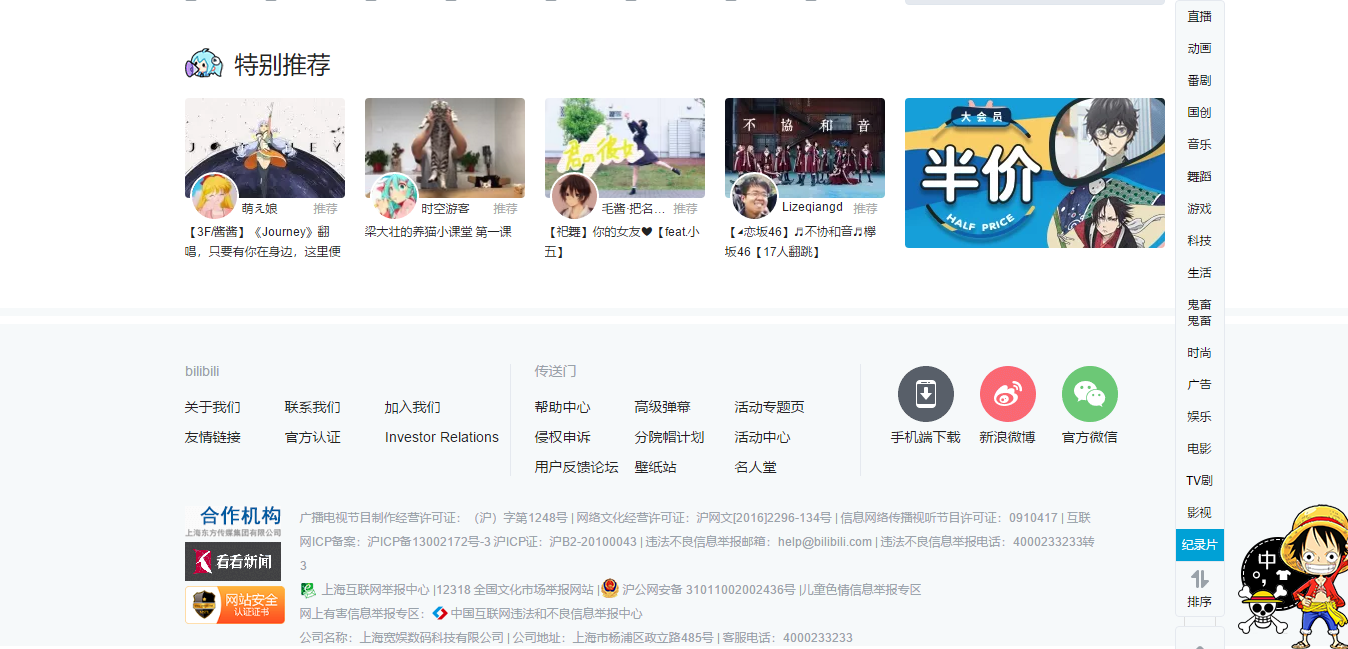 特别推荐
JOURNEY
君の彼女
不協和音
大会员
半价
HALF PRICE
萌え娘 推荐
时空游客 推荐
毛酱·把名... 推荐
Lizeqiangd 推荐
【3F/酱酱】《Journey》翻
唱，只要有你在身边，这里便
梁大壮的养猫小课堂 第一课
【祀舞】你的女友❤【feat.小
五】
恋坂46】♬不协和音♬欅
坂46【17人翻跳】
bilibili
关于我们 联系我们 加入我们
友情链接 官方认证 Investor Relations
传送门
帮助中心 高级弹幕 活动专题页
侵权申诉 分院帽计划 活动中心
用户反馈论坛 壁纸站 名人堂
手机端下载 新浪微博 官方微信
合作机构
上海东方传媒集团有限公司
看看新闻
网站安全
认证证书
广播电视节目制作经营许可证：（沪）字第1248号 | 网络文化经营许可证：沪网文[2016]2296-134号 | 信息网络传播视听节目许可证：0910417 | 互联
网ICP备案：沪ICP备13002172号-3 沪ICP证：沪B2-20100043 | 违法不良信息举报邮箱：help@bilibili.com | 违法不良信息举报电话：4000233233转
3
上海互联网举报中心 |12318 全国文化市场举报网站 | 沪公网安备 31011002002436号 |儿童色情信息举报专区
网上有害信息举报专区： 中国互联网违法和不良信息举报中心
公司名称：上海宽娱数码科技有限公司 | 公司地址：上海市杨浦区政立路485号 | 客服电话：4000233233
直播
动画
番剧
国创
音乐
舞蹈
游戏
科技
生活
鬼畜
鬼畜
时尚
广告
娱乐
电影
TV剧
影视
纪录片
排序
中